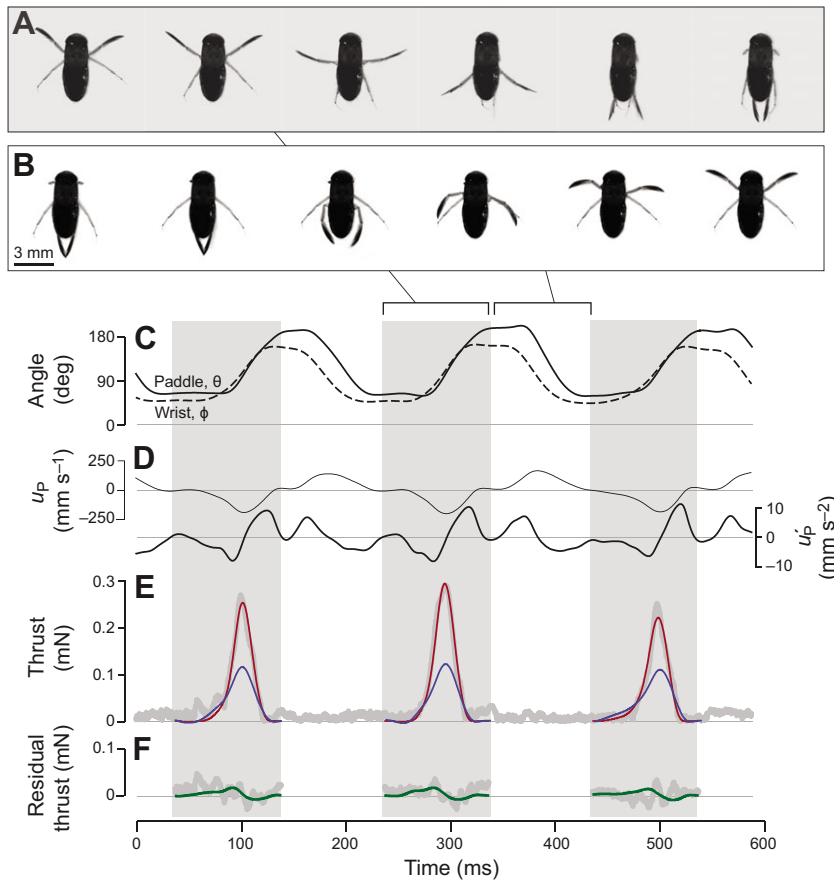 A
B
3 mm
C
180
90
0
Angle
(deg)
Paddle, θ
Wrist, ϕ
D
250
0
−250
u_P
(mm s−1)
10
0
−10
u̇_P
(mm s−2)
E
0.3
0.2
0.1
0
Thrust
(mN)
F
0.1
0
Residual
thrust (mN)
0
100
200
300
400
500
600
Time (ms)